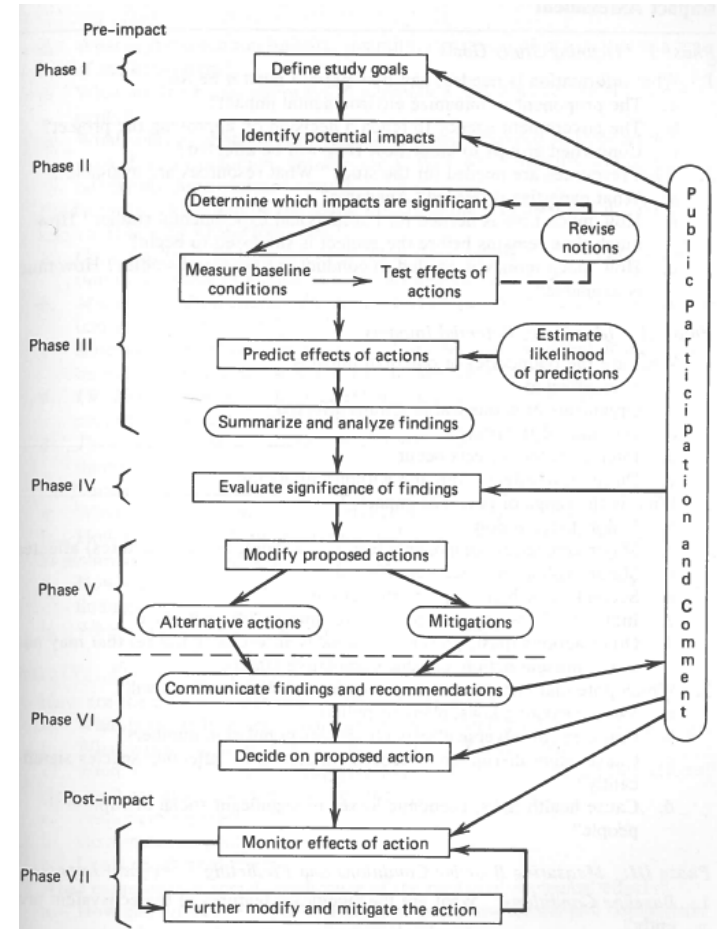 Pre-impact
Phase I
Define study goals
Identify potential impacts
Phase II
Determine which impacts are significant
Revise
notions
Measure baseline
conditions
Test effects of
actions
Phase III
Predict effects of actions
Estimate
likelihood
of predictions
Summarize and analyze findings
Phase IV
Evaluate significance of findings
Modify proposed actions
Phase V
Alternative actions
Mitigations
Communicate findings and recommendations
Phase VI
Decide on proposed action
Post-impact
Monitor effects of action
Phase VII
Further modify and mitigate the action
Public Participation and Comment